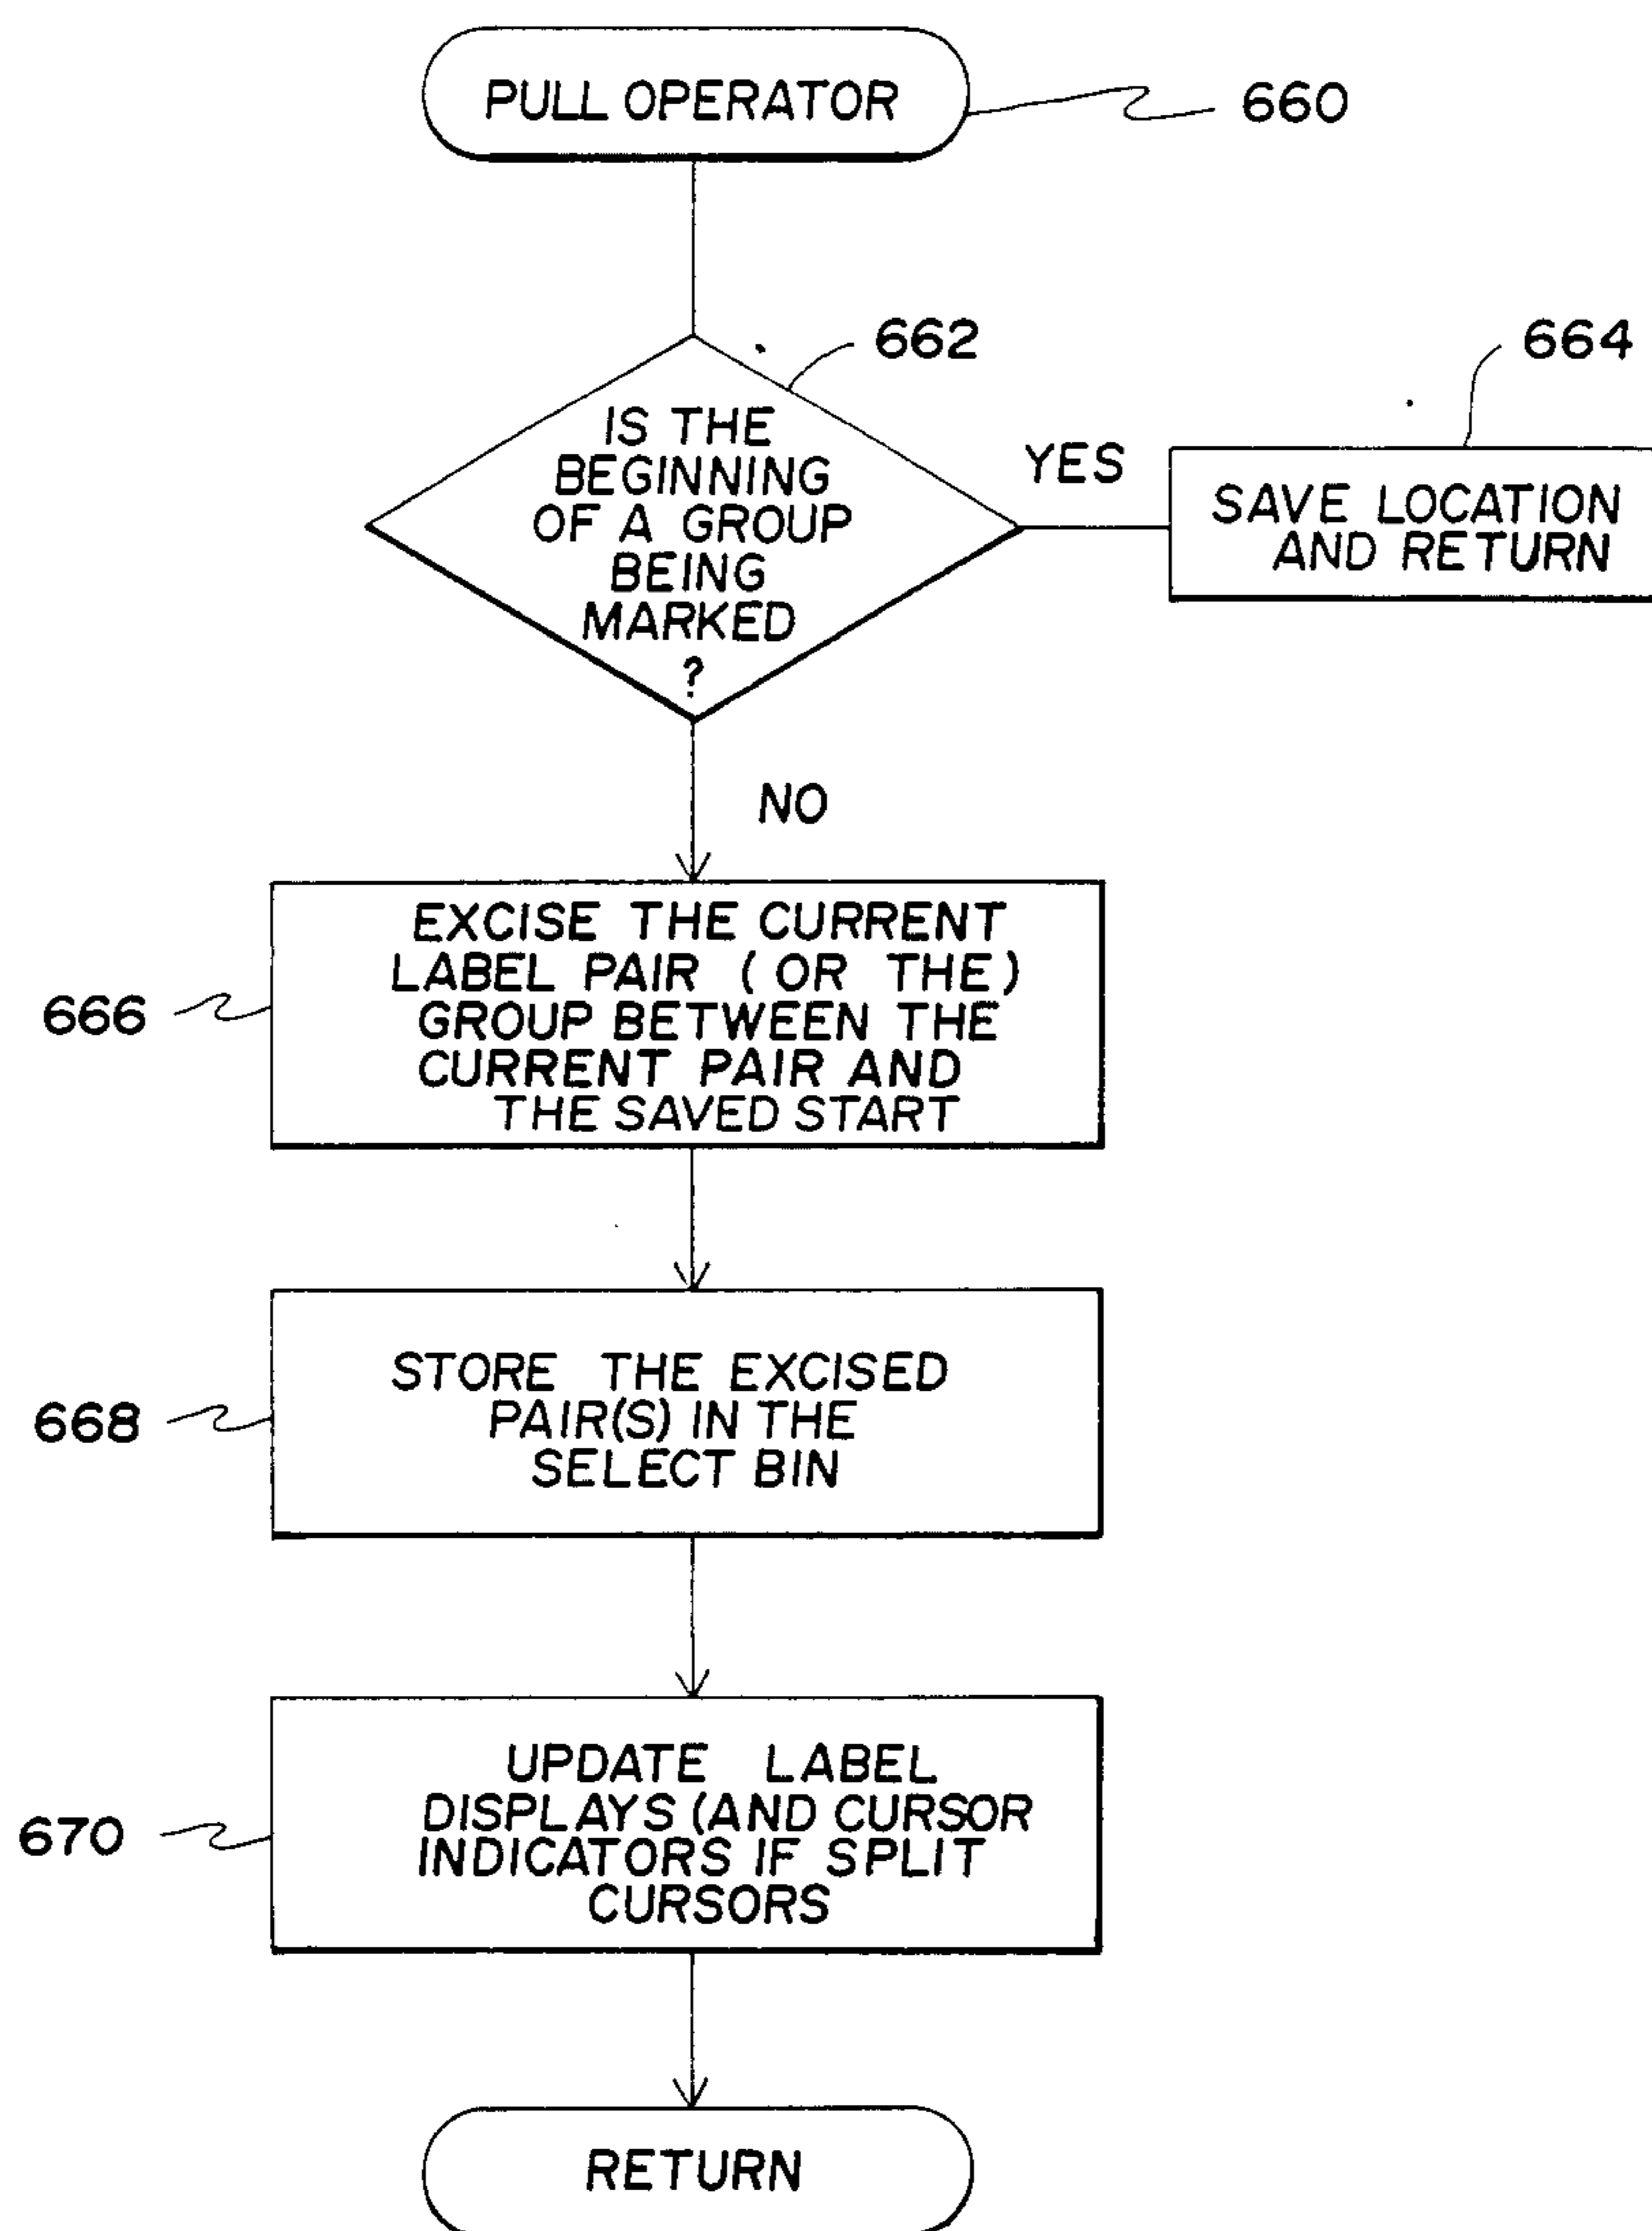 PULL OPERATOR
660
662
664
IS THE
BEGINNING
OF A GROUP
BEING
MARKED
?
YES
SAVE LOCATION
AND RETURN
NO
EXCISE THE CURRENT
LABEL PAIR ( OR THE )
GROUP BETWEEN THE
CURRENT PAIR AND
THE SAVED START
666
STORE THE EXCISED
PAIR(S) IN THE
SELECT BIN
668
UPDATE LABEL
DISPLAYS (AND CURSOR
INDICATORS IF SPLIT
CURSORS
670
RETURN